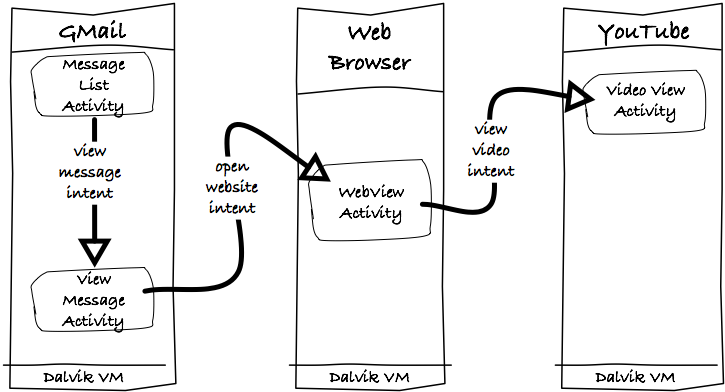 GMail
Message
List
Activity
view
message
intent
View
Message
Activity
Dalvik VM
open
website
intent
Web
Browser
WebView
Activity
Dalvik VM
view
video
intent
YouTube
Video View
Activity
Dalvik VM